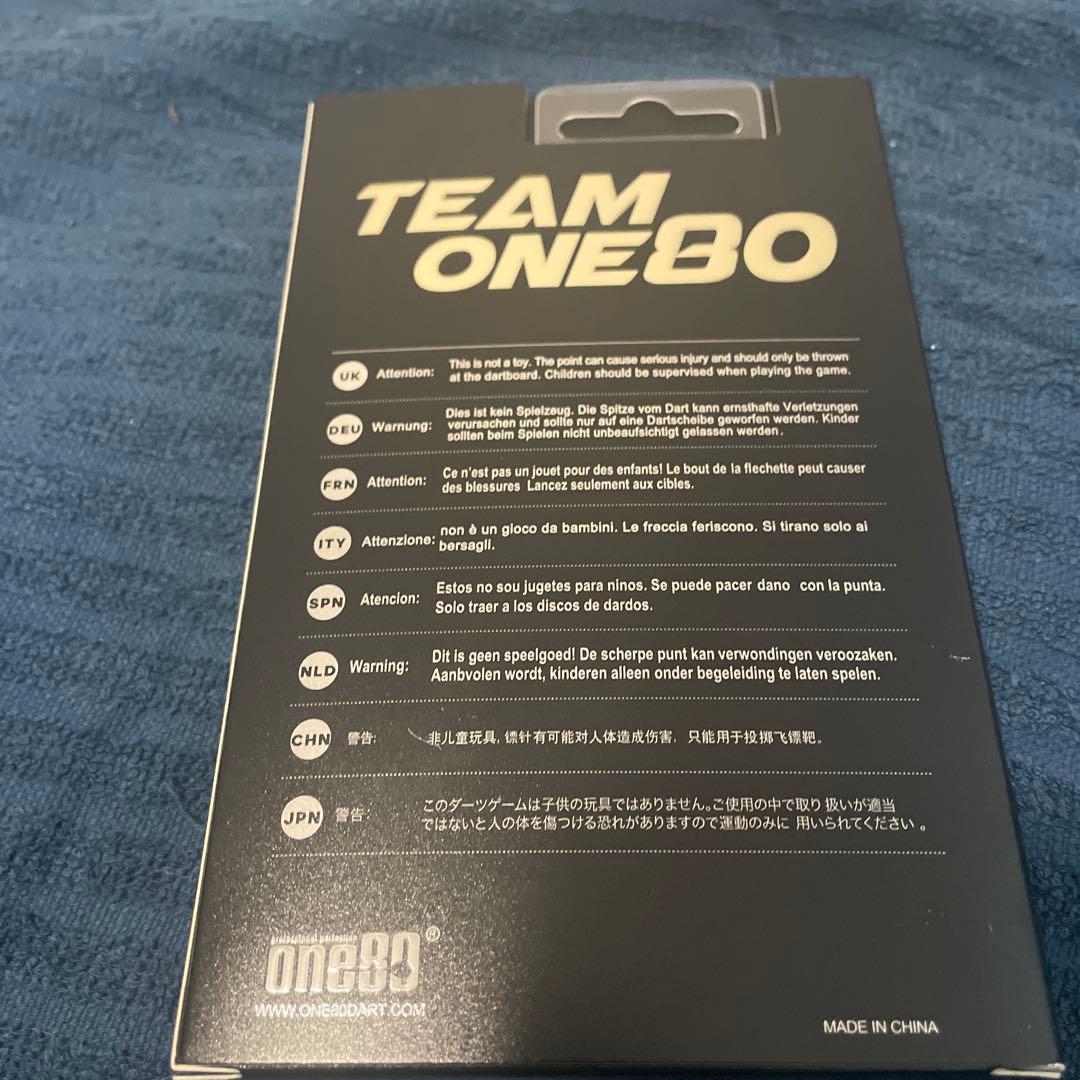 TEAM
ONE80
UK Attention: This is not a toy. The point can cause serious injury and should only be thrown
at the dartboard. Children should be supervised when playing the game.
DEU Warnung: Dies ist kein Spielzeug. Die Spitze vom Dart kann ernsthafte Verletzungen
verursachen und sollte nur auf eine Dartscheibe geworfen werden. Kinder
sollten beim Spielen nicht unbeaufsichtigt gelassen werden.
FRN Attention: Ce n'est pas un jouet pour des enfants! Le bout de la flechette peut causer
des blessures Lancez seulement aux cibles.
ITY Attenzione: non è un gioco da bambini. Le freccia feriscono. Si tirano solo ai
bersagli.
SPN Atencion: Estos no sou jugetes para ninos. Se puede pacer dano con la punta.
Solo traer a los discos de dardos.
NLD Warning: Dit is geen speelgoed! De scherpe punt kan verwondingen veroozaken.
Aanbvolen wordt, kinderen alleen onder begeleiding te laten spelen.
CHN 警告: 非儿童玩具, 镖针有可能对人体造成伤害, 只能用于投掷飞镖靶。
JPN 警告: このダーツゲームは子供の玩具ではありません。ご使用の中で取り 扱いが適当
ではないと人の体を傷つける恐れがありますので運動のみに 用いられてください 。
professional perfection
one80®
WWW.ONE80DART.COM
MADE IN CHINA